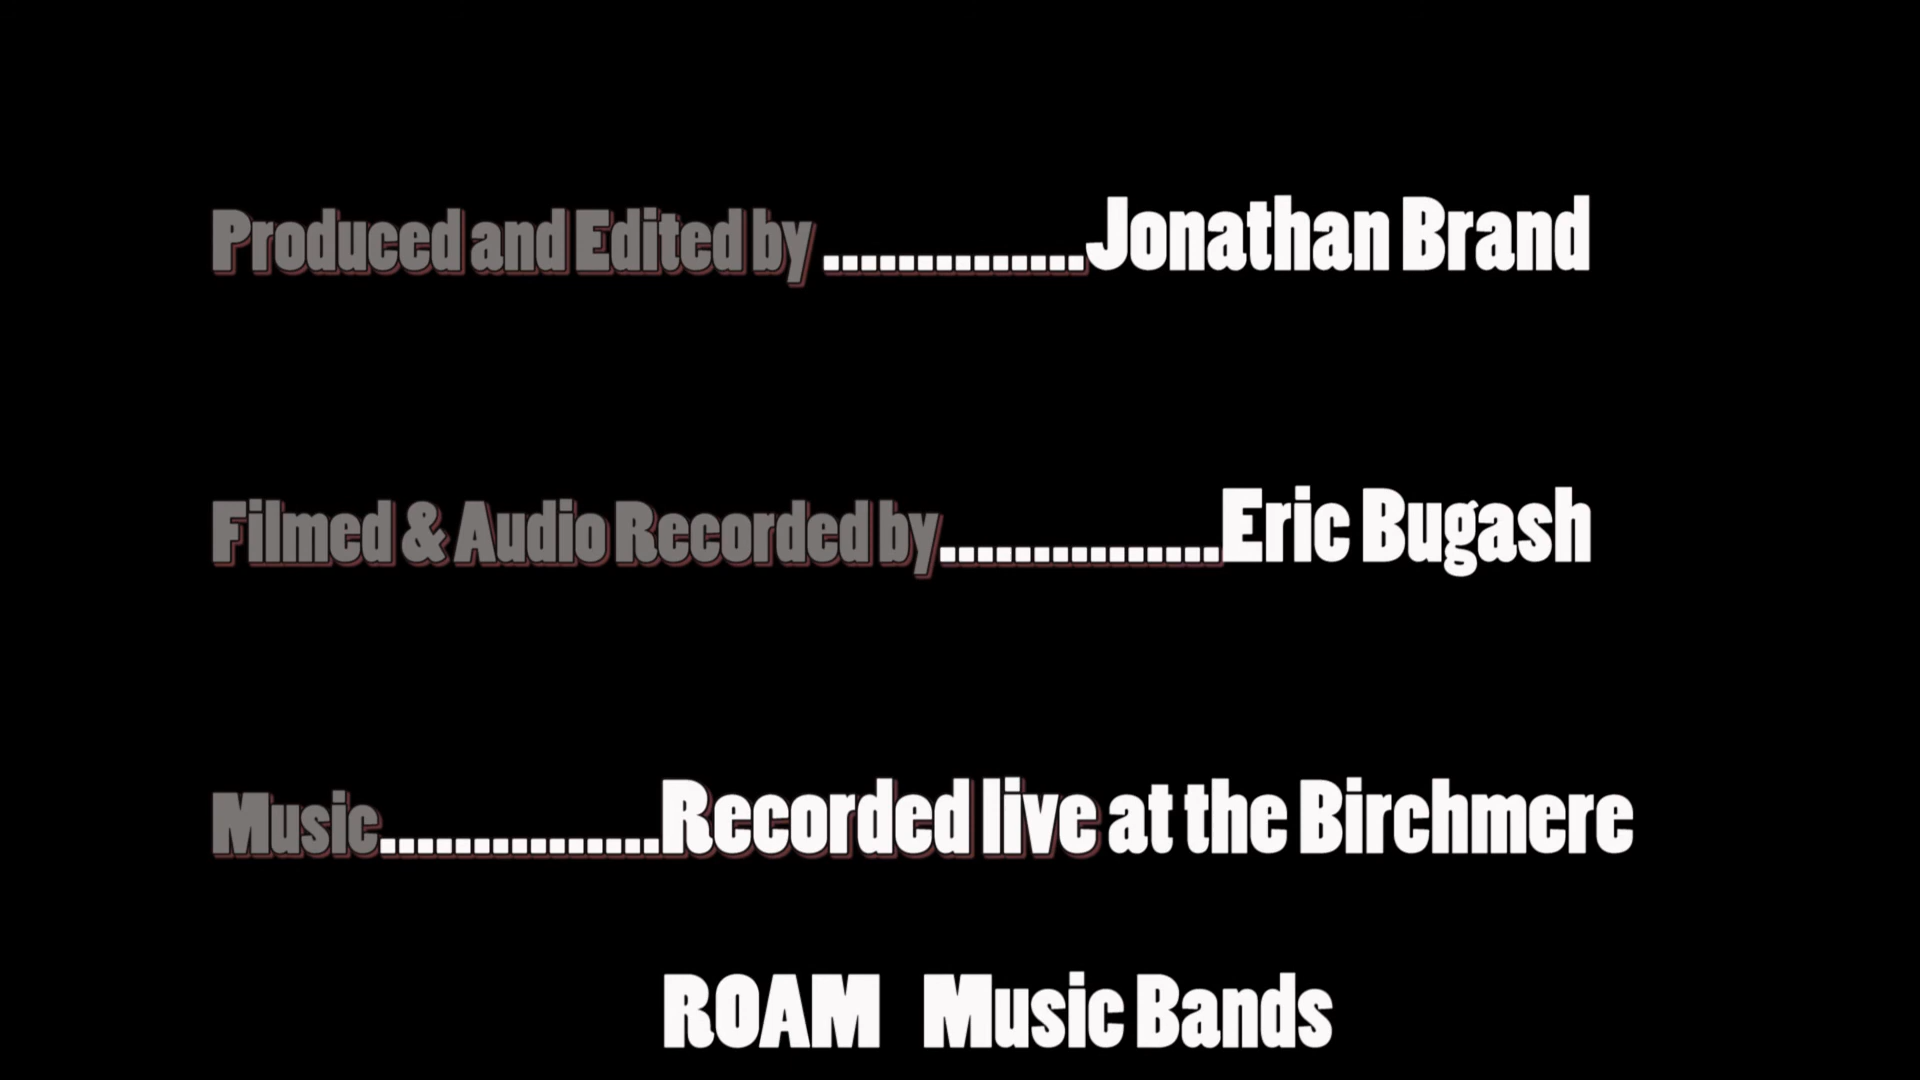 Produced and Edited by ..............Jonathan Brand
Filmed & Audio Recorded by...............Eric Bugash
Music...............Recorded live at the Birchmere
ROAM Music Bands